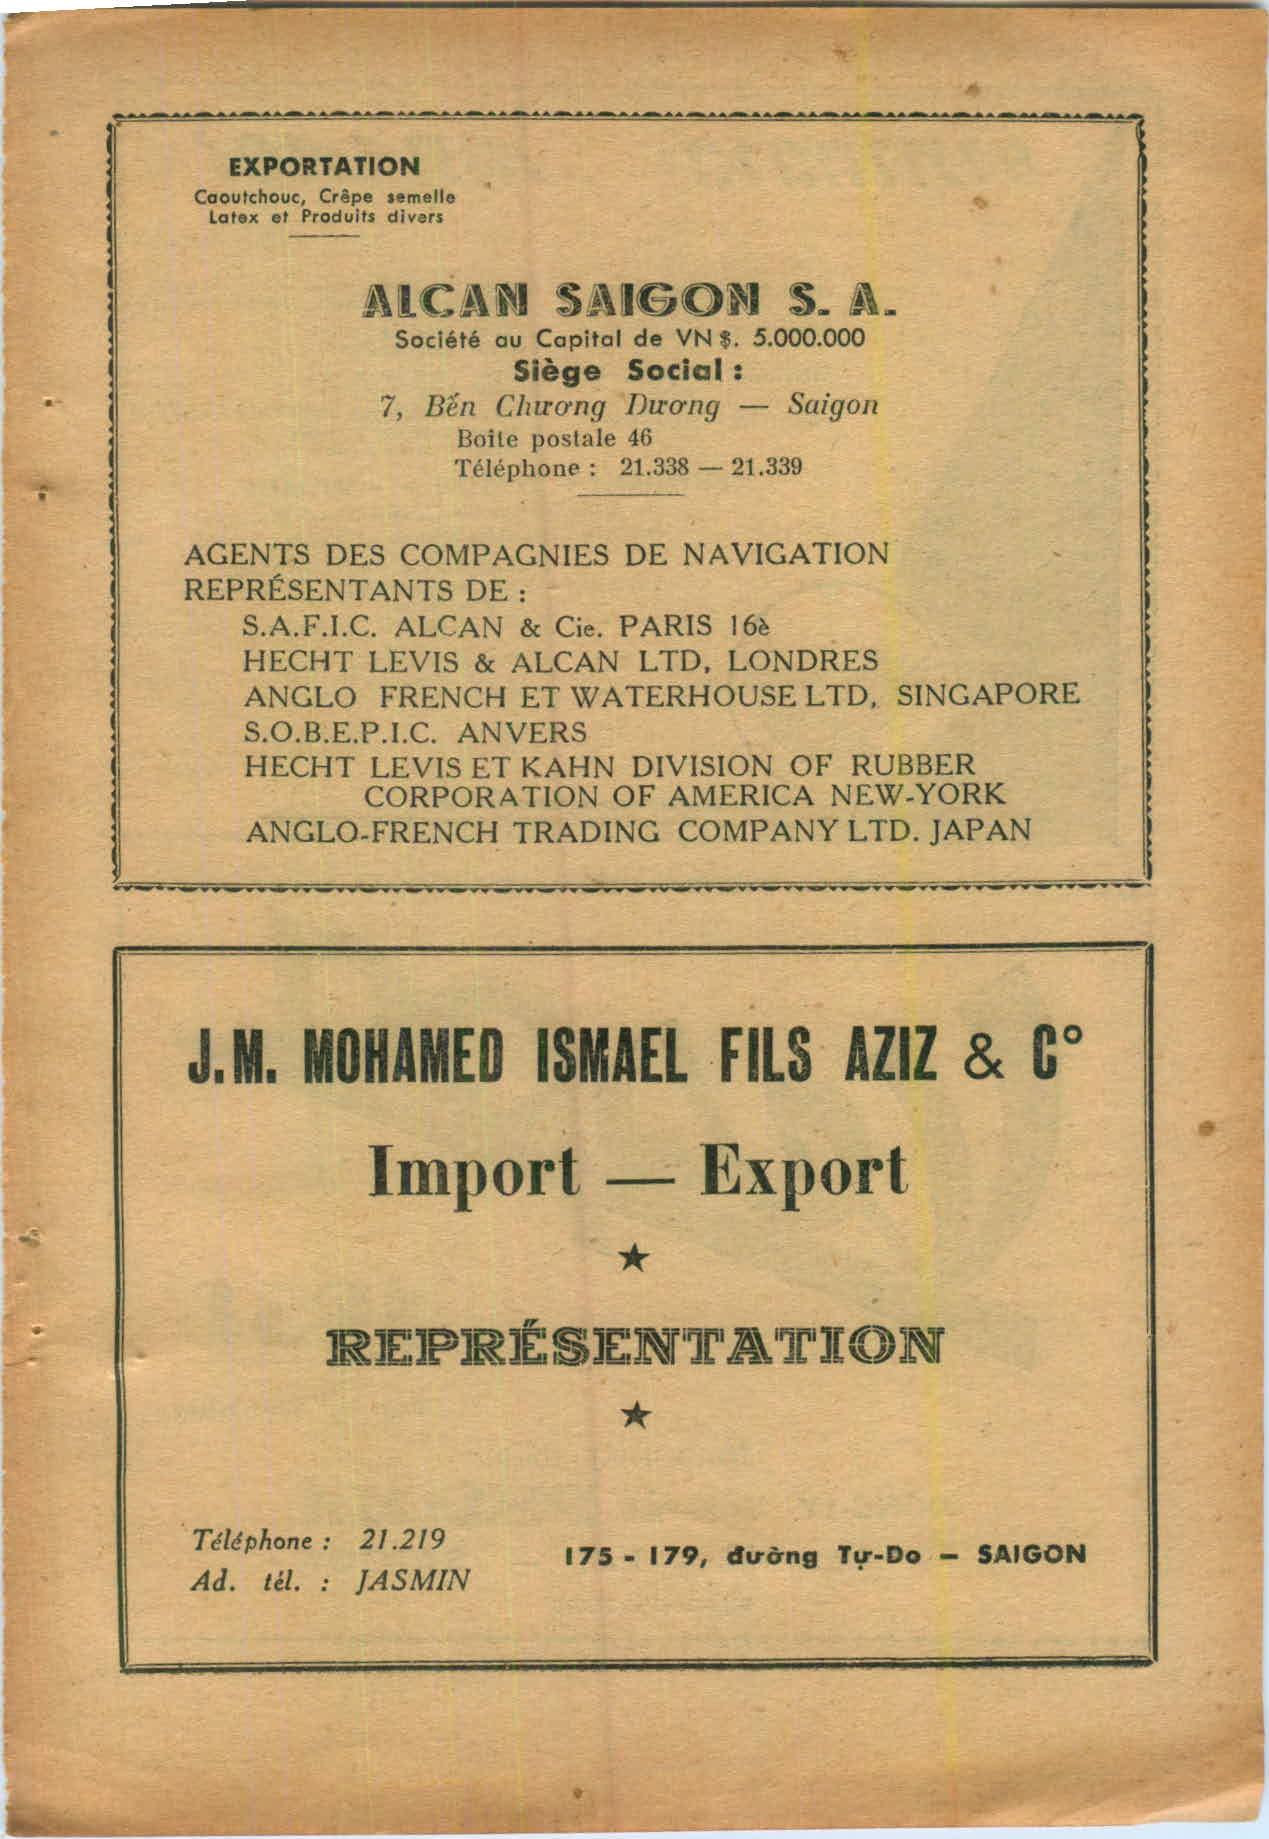 EXPORTATION
Caoutchouc, Crêpe semelle
Latex et Produits divers
ALCAN SAIGON S. A.
Société au Capital de VN $. 5.000.000
Siège Social :
7, Bến Chương Dương — Saigon
Boîte postale 46
Téléphone : 21.338 — 21.339
AGENTS DES COMPAGNIES DE NAVIGATION
REPRÉSENTANTS DE :
S.A.F.I.C. ALCAN & Cie. PARIS 16è
HECHT LEVIS & ALCAN LTD, LONDRES
ANGLO FRENCH ET WATERHOUSE LTD, SINGAPORE
S.O.B.E.P.I.C. ANVERS
HECHT LEVIS ET KAHN DIVISION OF RUBBER
CORPORATION OF AMERICA NEW-YORK
ANGLO-FRENCH TRADING COMPANY LTD. JAPAN
J.M. MOHAMED ISMAEL FILS AZIZ & C°
Import — Export
★
REPRÉSENTATION
★
Téléphone : 21.219
Ad. tél. : JASMIN
175 - 179, đường Tự-Do - SAIGON